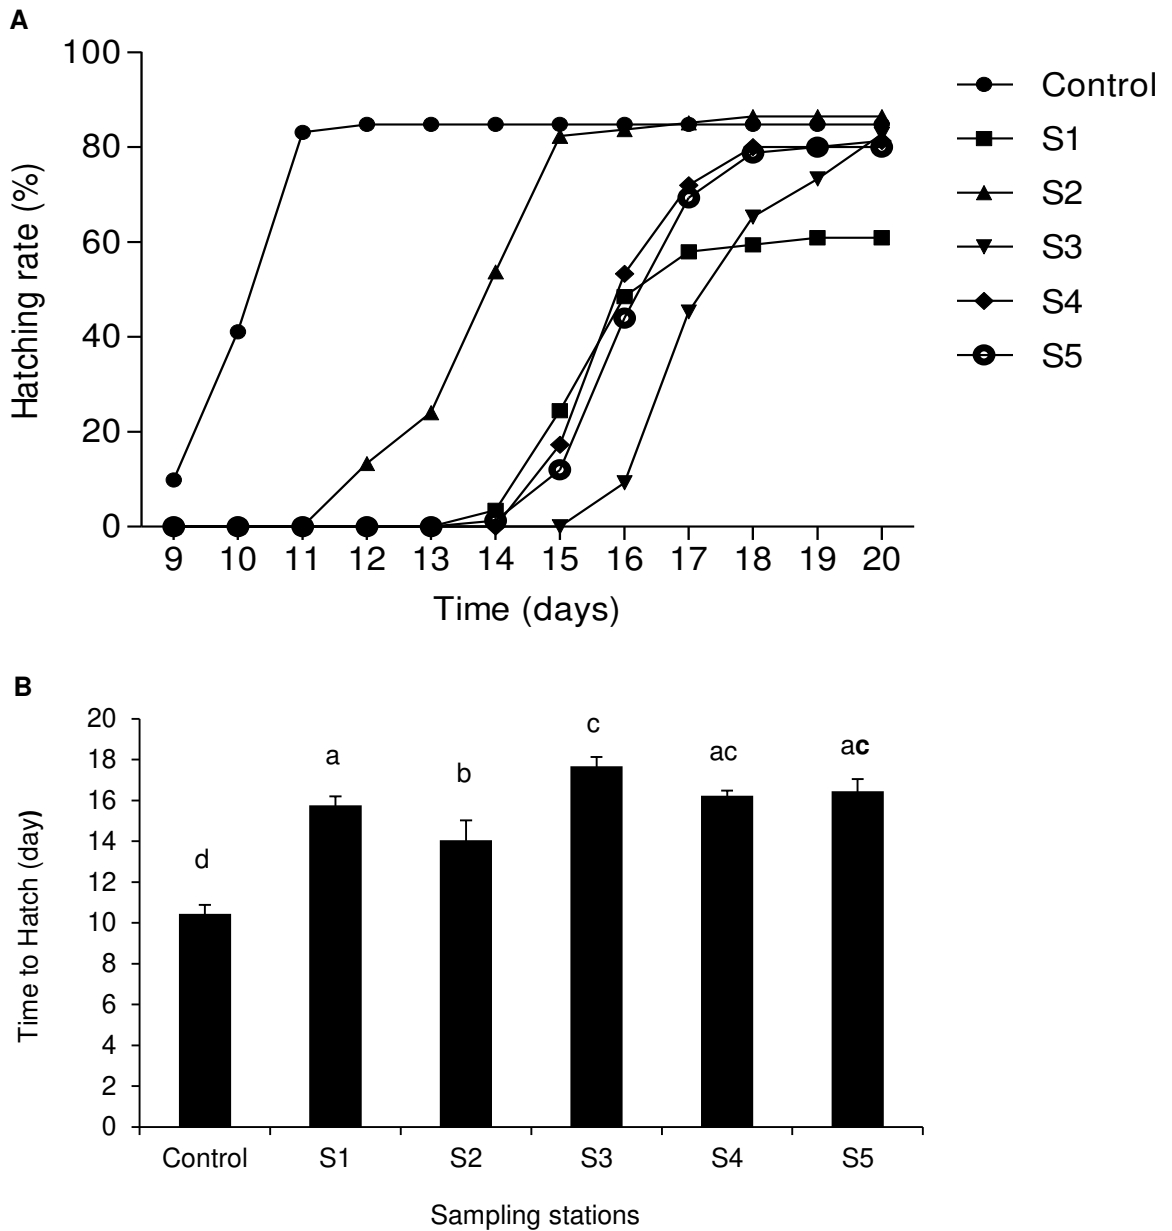 A
100
80
60
40
20
0
Hatching rate (%)
9 10 11 12 13 14 15 16 17 18 19 20
Time (days)
Control
S1
S2
S3
S4
S5
B
20
18
16
14
12
10
8
6
4
2
0
Time to Hatch (day)
d
a
b
c
ac
ac
Control S1 S2 S3 S4 S5
Sampling stations